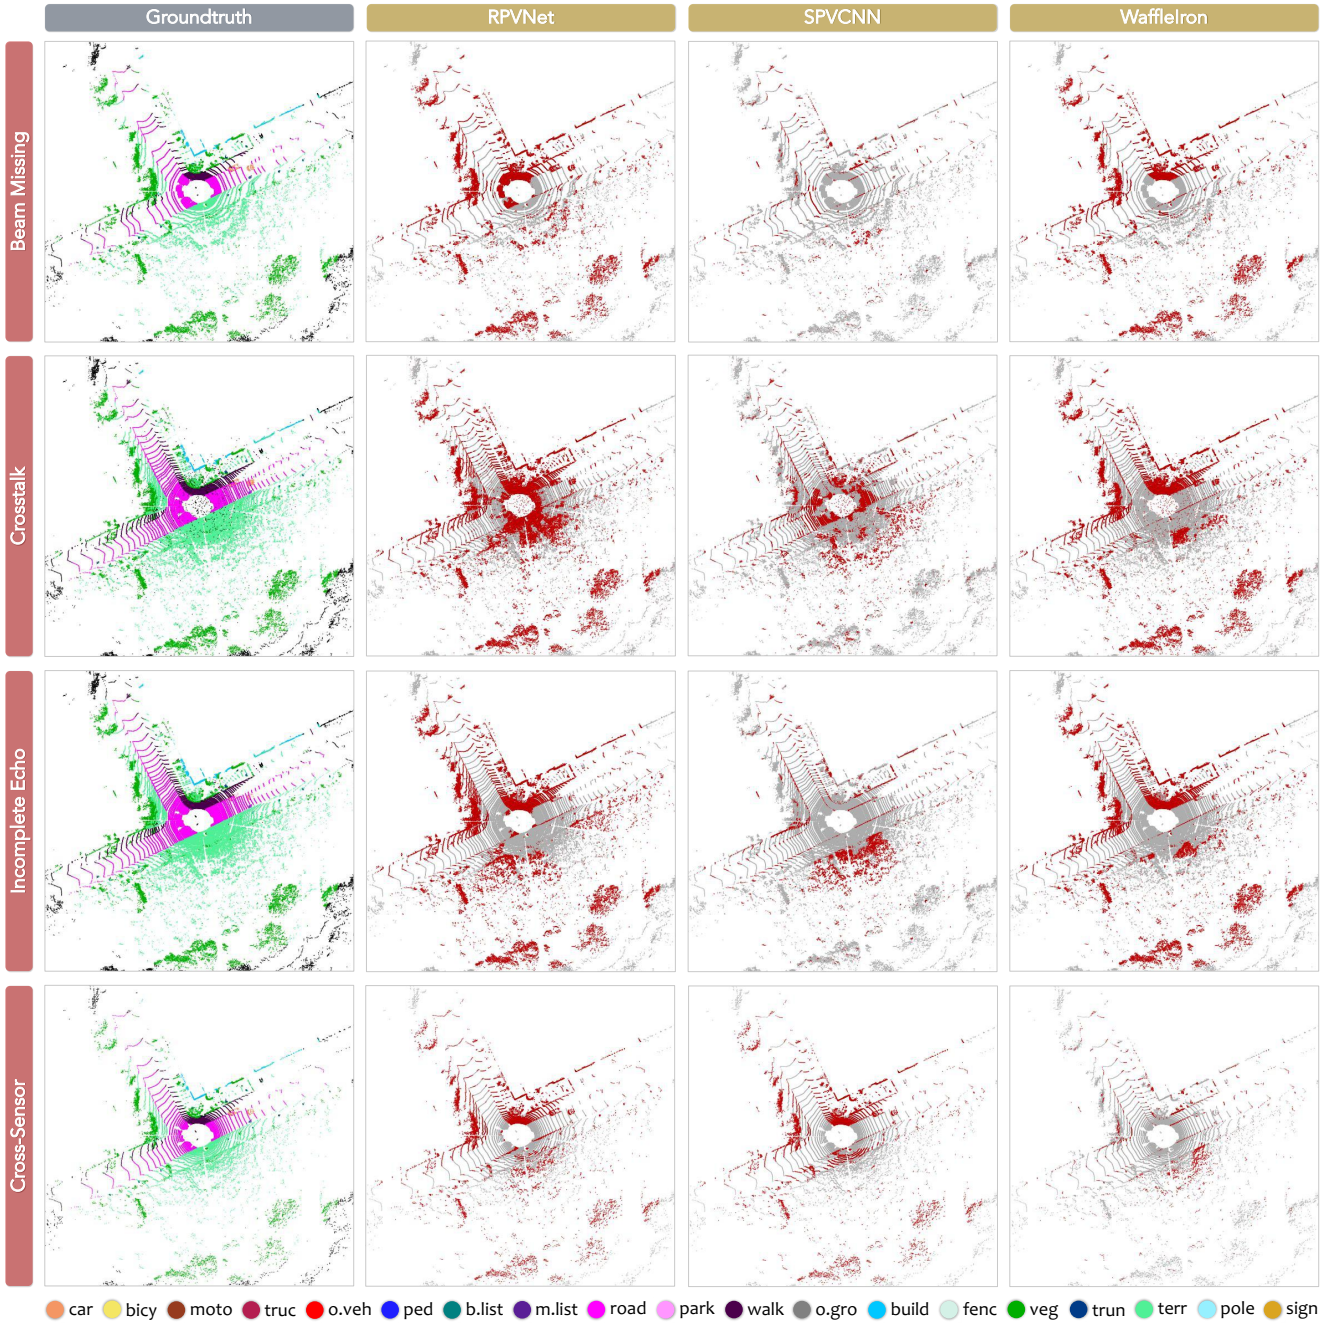 Groundtruth RPVNet SPVCNN WaffleIron
Beam Missing
Crosstalk
Incomplete Echo
Cross-Sensor
car bicy moto truc o.veh ped b.list m.list road park walk o.gro build fenc veg trun terr pole sign